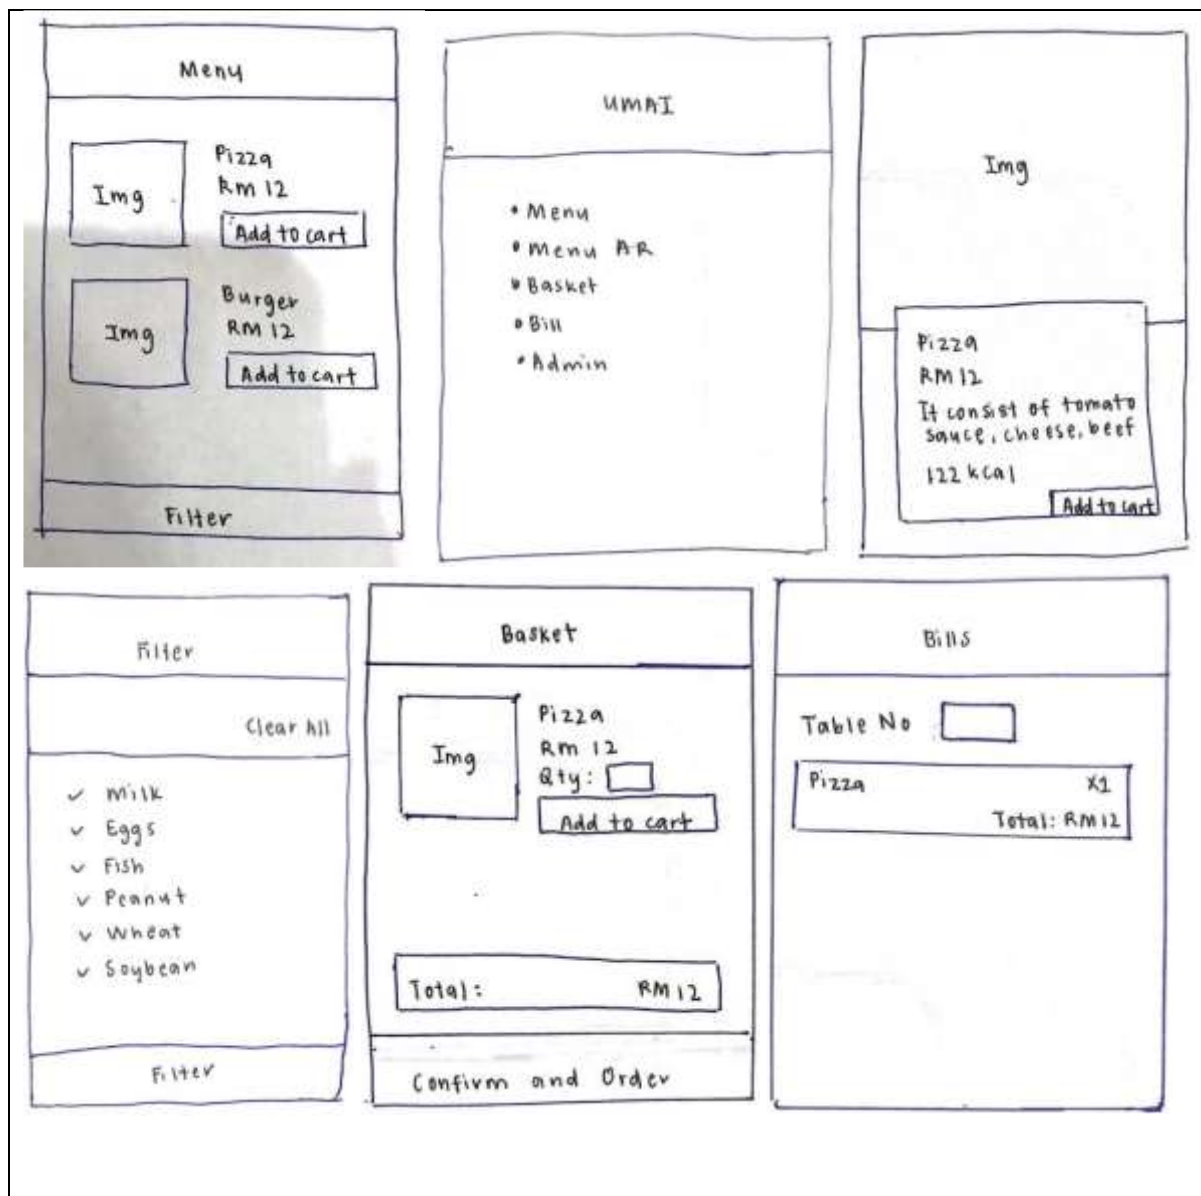 Menu
Img
Pizza
Rm 12
Add to cart
Img
Burger
RM 12
Add to cart
Filter
UMAI
• Menu
• Menu AR
• Basket
• Bill
• Admin
Img
Pizza
RM 12
It consist of tomato
sauce, cheese, beef
122 kcal
Add to cart
Filter
Clear All
✓ Milk
✓ Eggs
✓ Fish
✓ Peanut
✓ Wheat
✓ Soybean
Filter
Basket
Img
Pizza
Rm 12
Qty:
Add to cart
Total: RM 12
Confirm and Order
Bills
Table No
Pizza X1
Total: RM 12